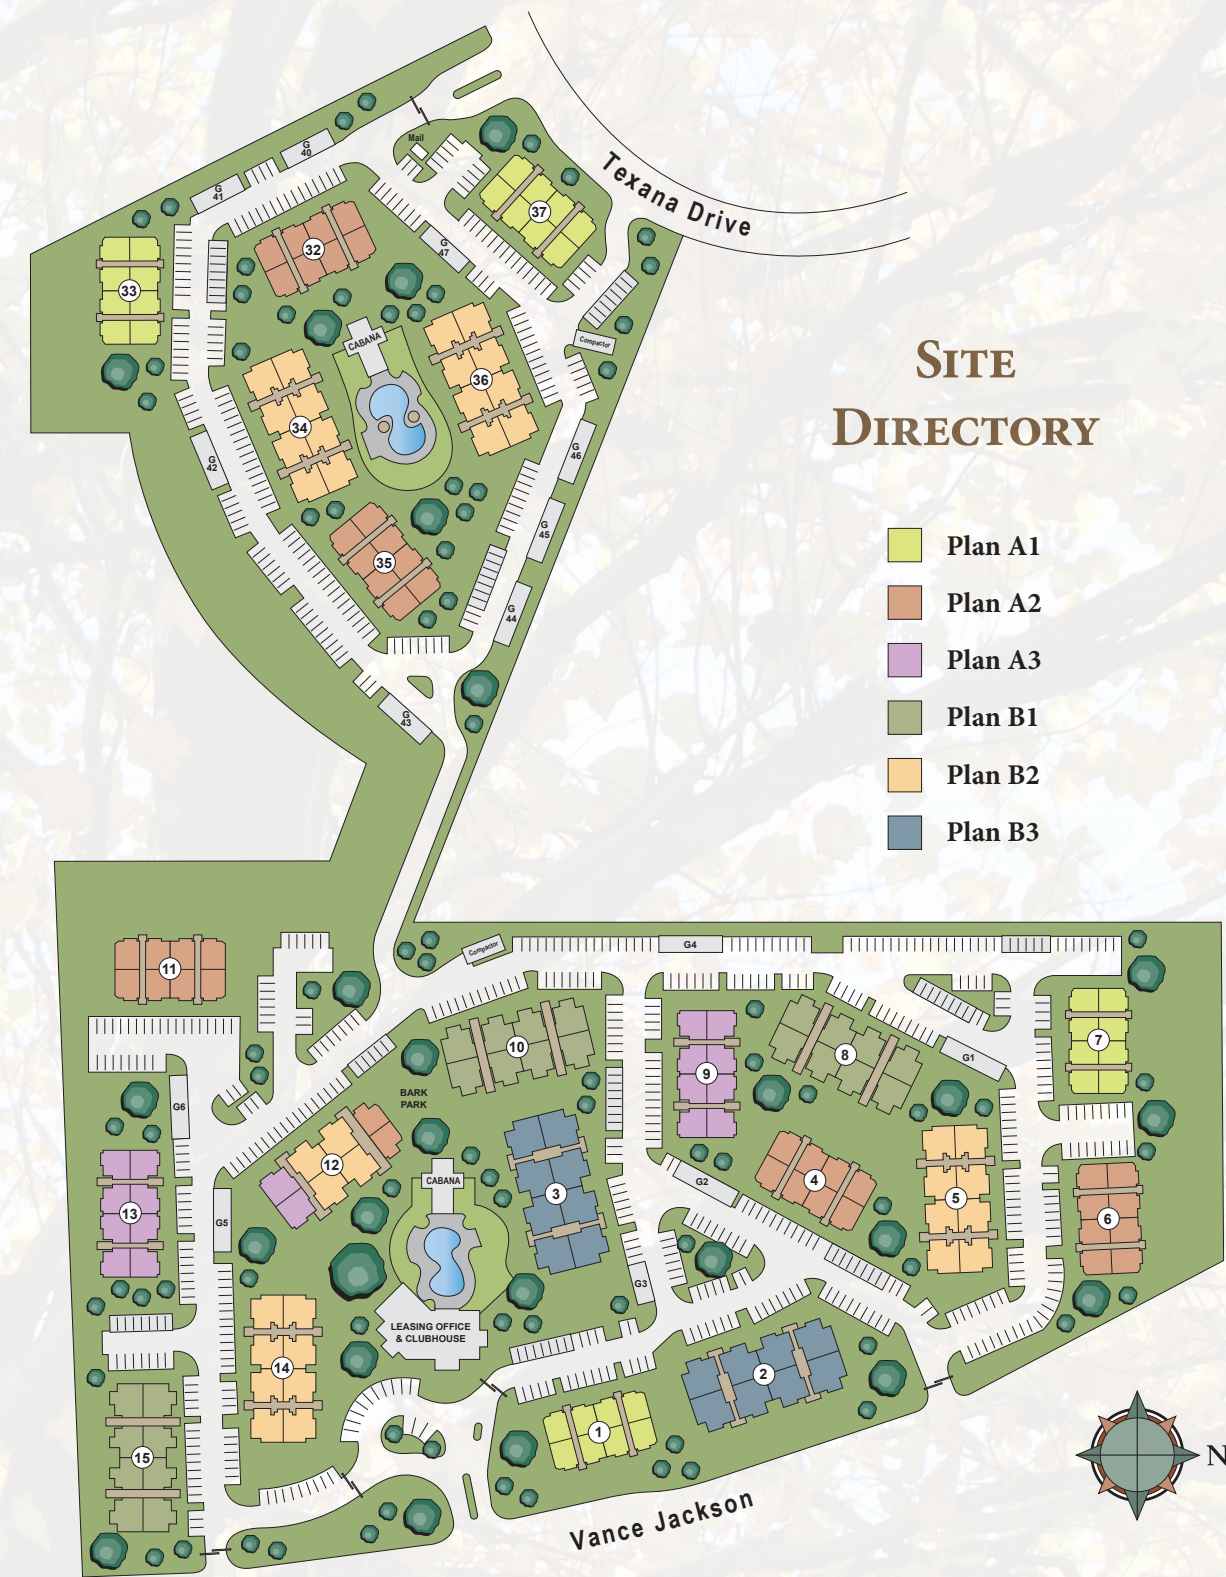 Mail
G
40
G
41
Texana Drive
37
32
G
47
33
CABANA
Compactor
36
34
G
46
G
42
G
45
35
G
44
G
43
SITE
DIRECTORY
Plan A1
Plan A2
Plan A3
Plan B1
Plan B2
Plan B3
Compactor
G4
11
10
8
G1
7
9
BARK
PARK
G6
12
CABANA
3
G2
4
5
6
13
G5
G3
LEASING OFFICE
& CLUBHOUSE
14
2
1
15
Vance Jackson
N